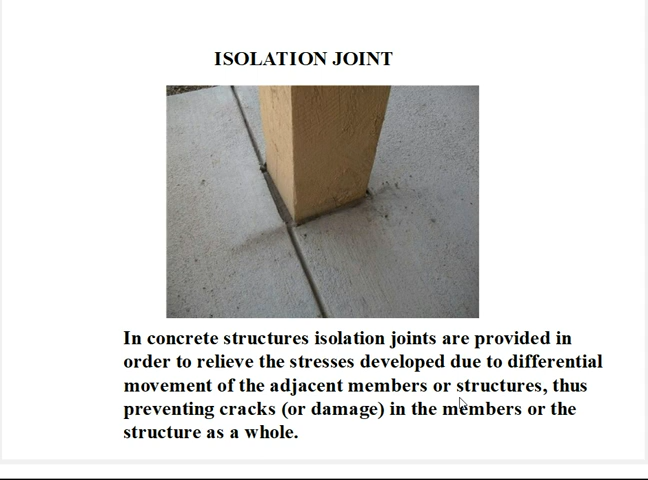 ISOLATION JOINT
In concrete structures isolation joints are provided in
order to relieve the stresses developed due to differential
movement of the adjacent members or structures, thus
preventing cracks (or damage) in the members or the
structure as a whole.